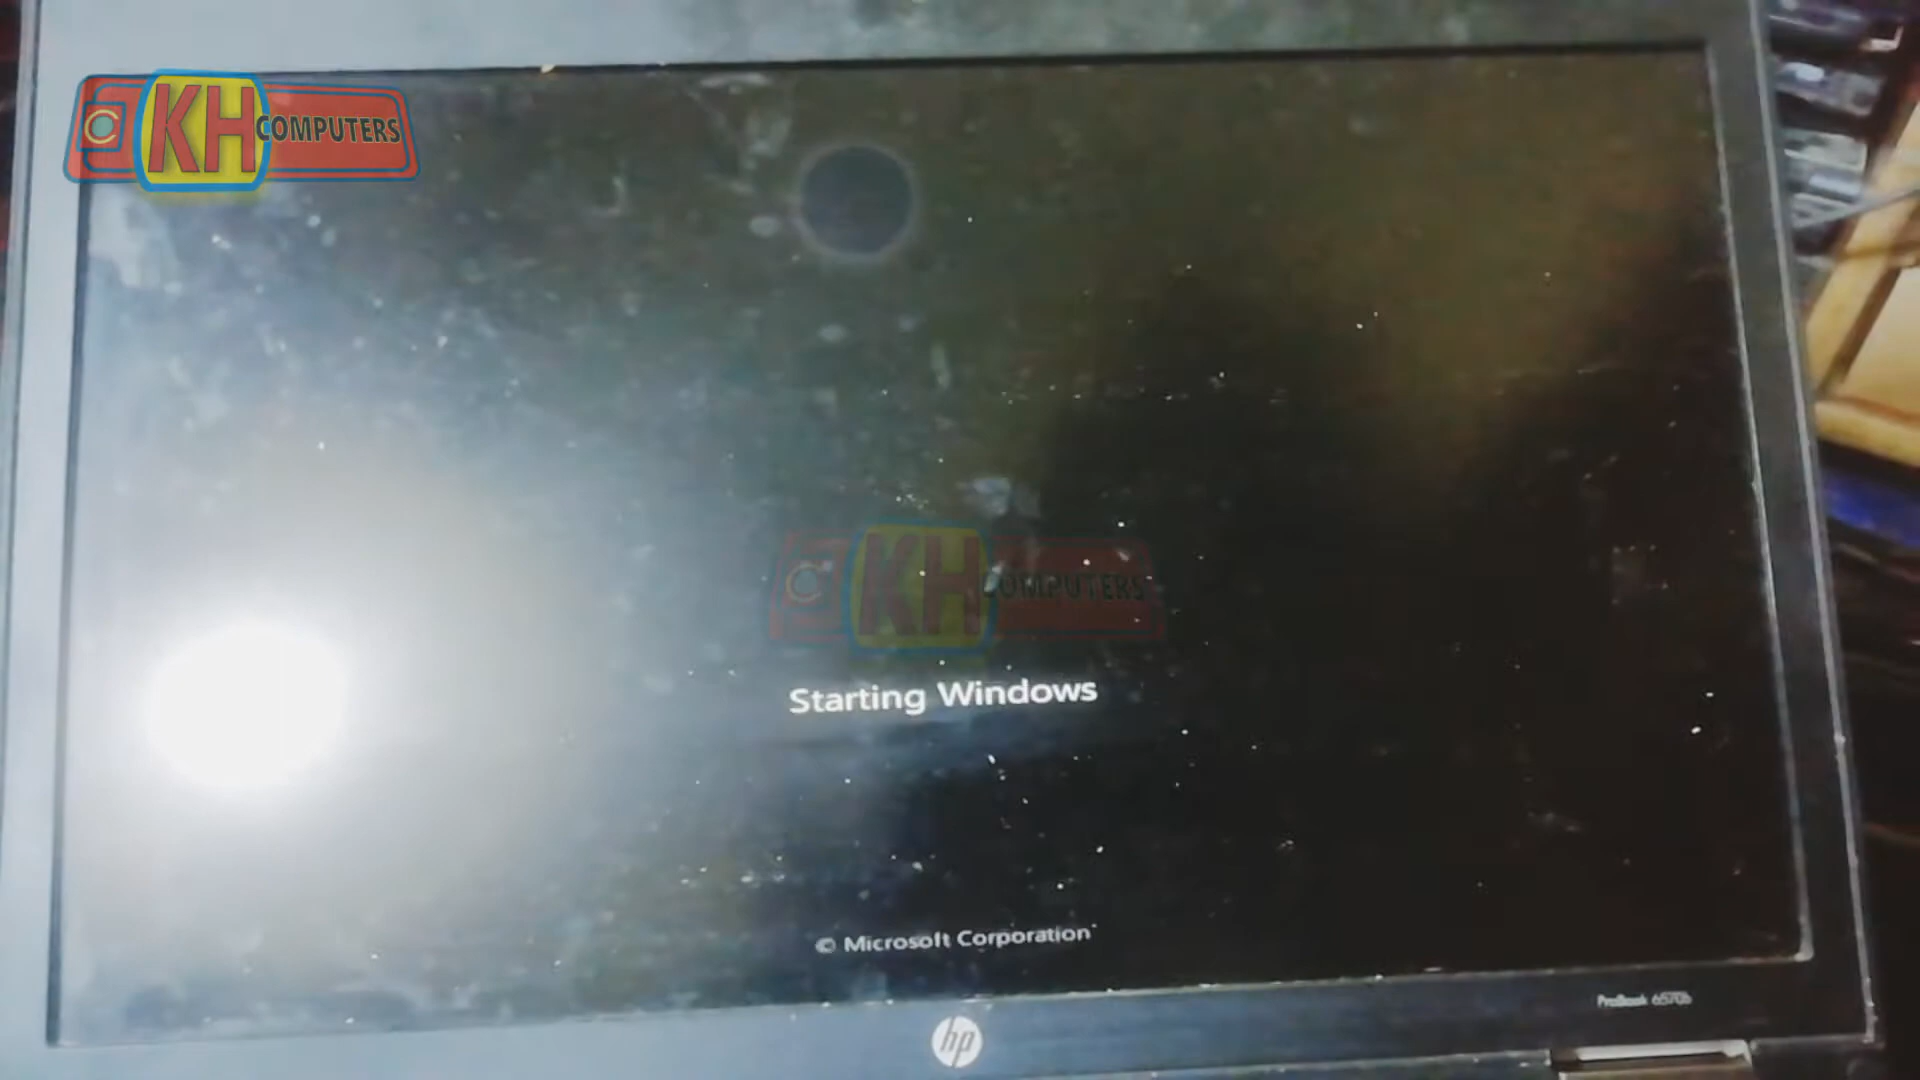 KH COMPUTERS
KH COMPUTERS
Starting Windows
© Microsoft Corporation
ProBook 6570b
hp